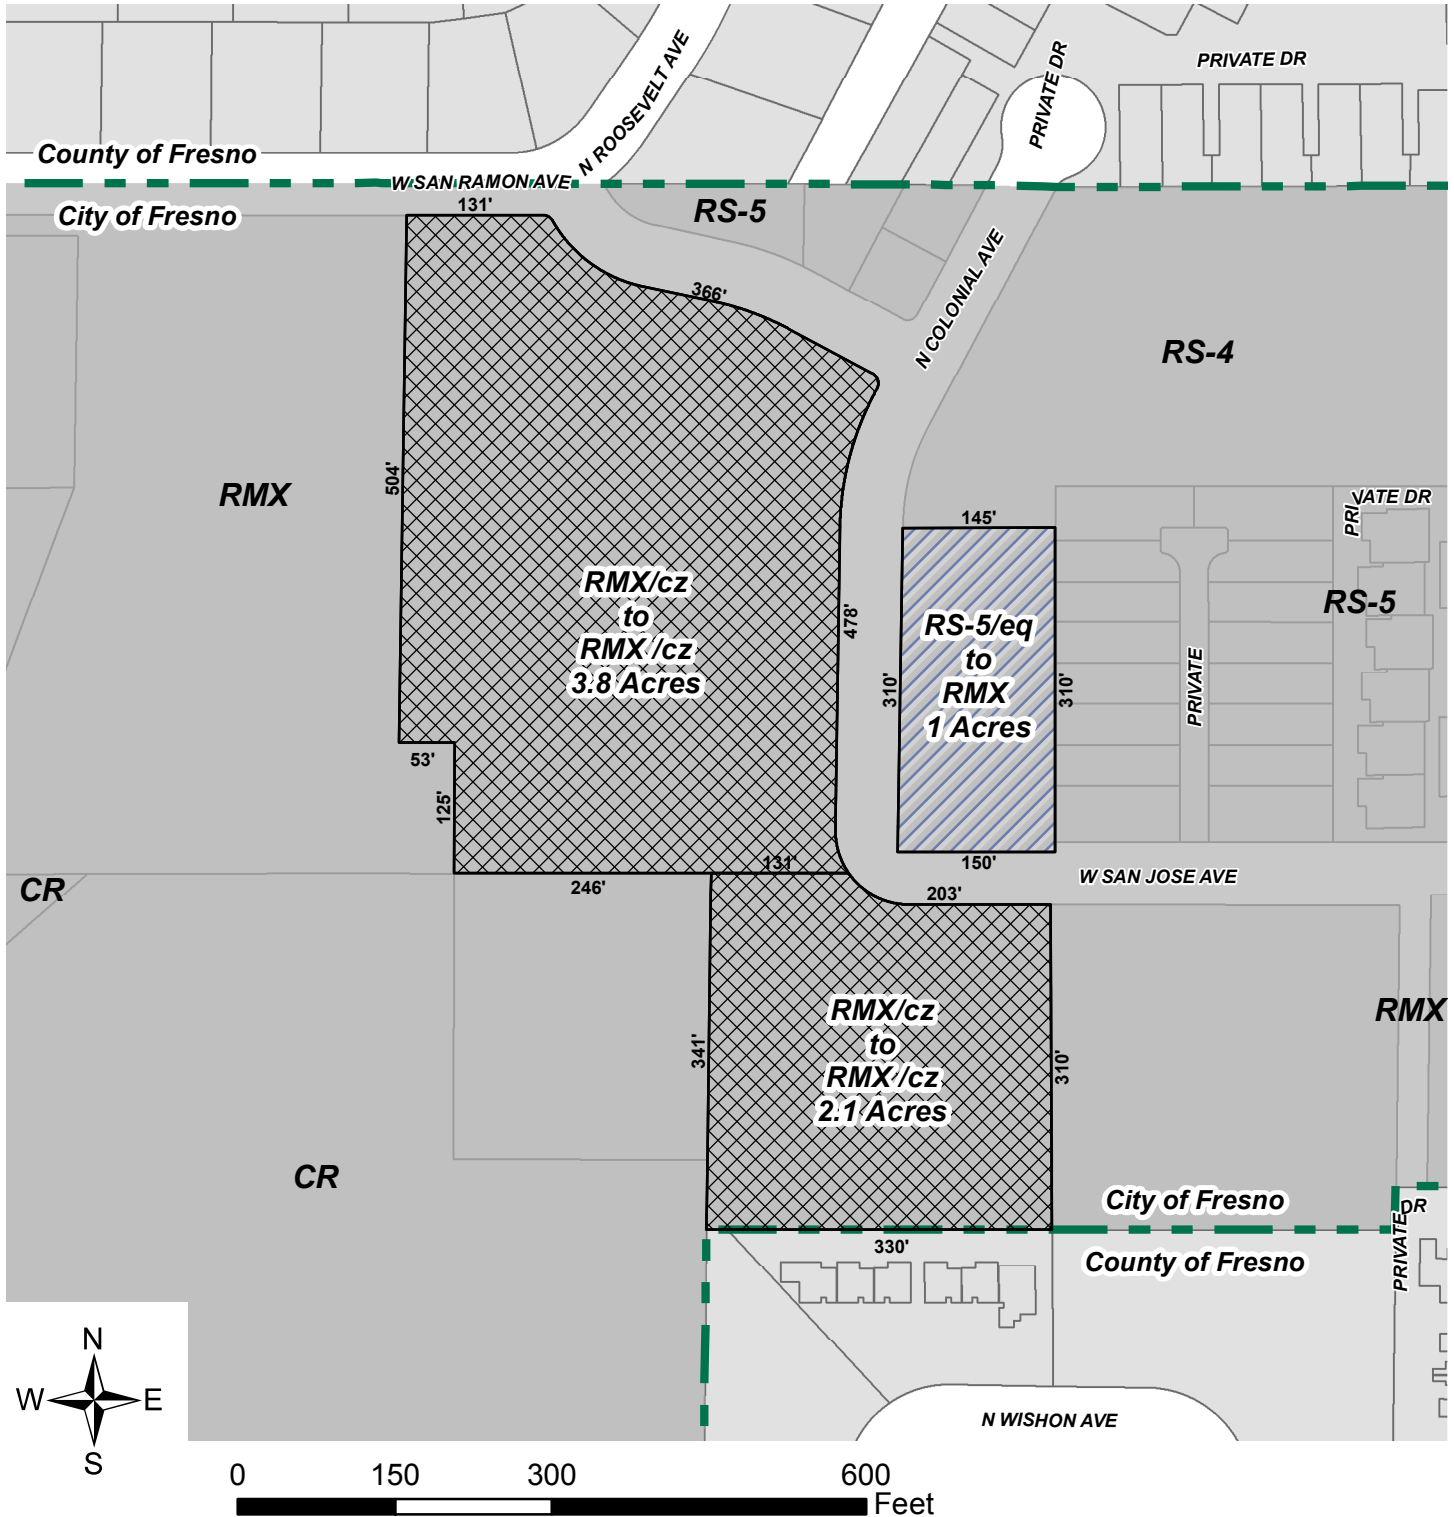 PRIVATE DR
PRIVATE DR
N ROOSEVELT AVE
County of Fresno
W SAN RAMON AVE
City of Fresno
131'
RS-5
366'
N COLONIAL AVE
RS-4
504'
RMX
PRIVATE DR
145'
RMX/cz
to
RMX /cz
3.8 Acres
478'
RS-5/eq
to
RMX
1 Acres
310'
310'
PRIVATE
RS-5
53'
125'
131'
150'
246'
203'
W SAN JOSE AVE
CR
RMX/cz
to
RMX /cz
2.1 Acres
341'
310'
RMX
CR
City of Fresno
PRIVATE DR
330'
County of Fresno
N WISHON AVE
N
W E
S
0 150 300 600
Feet